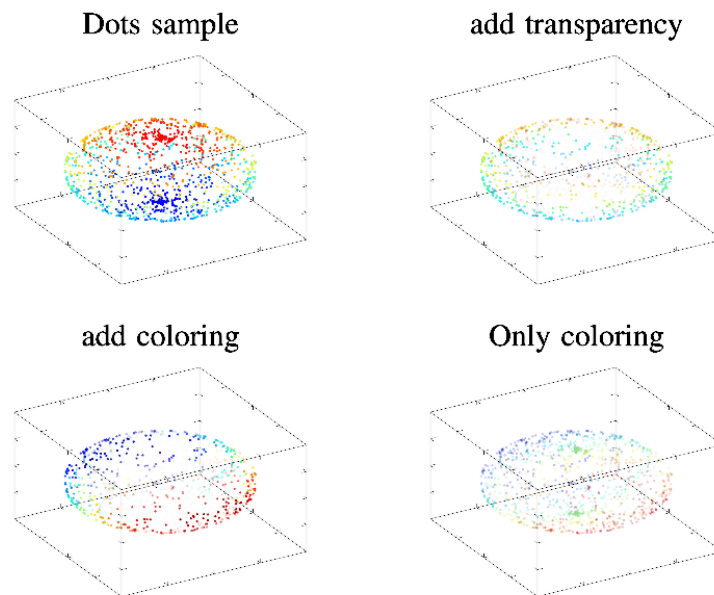 Dots sample
add transparency
add coloring
Only coloring